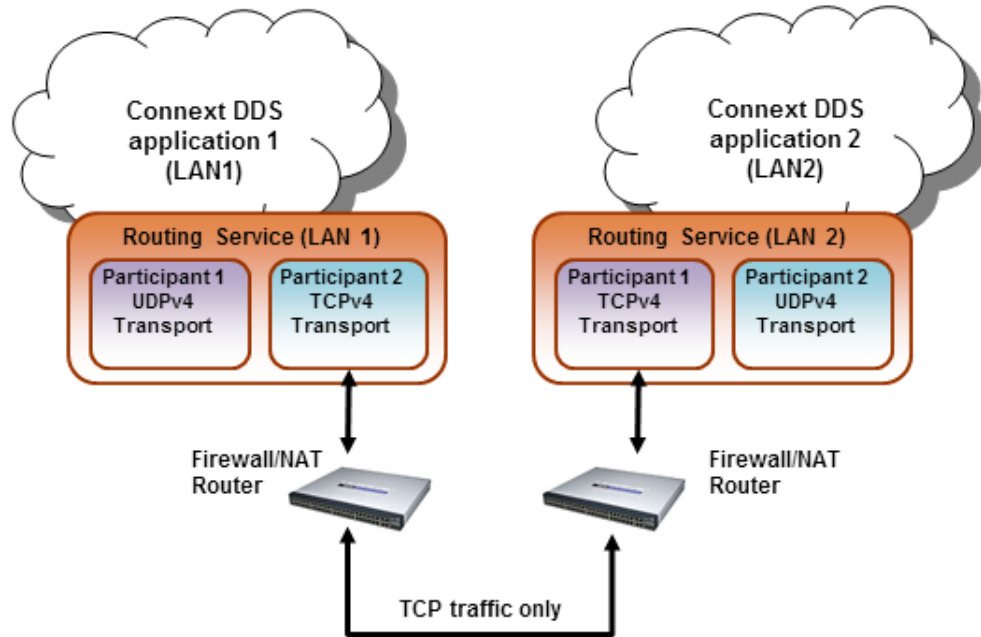 Connext DDS
application 1
(LAN1)
Connext DDS
application 2
(LAN2)
Routing Service (LAN 1)
Participant 1
UDPv4
Transport
Participant 2
TCPv4
Transport
Routing Service (LAN 2)
Participant 1
TCPv4
Transport
Participant 2
UDPv4
Transport
Firewall/NAT
Router
Firewall/NAT
Router
TCP traffic only